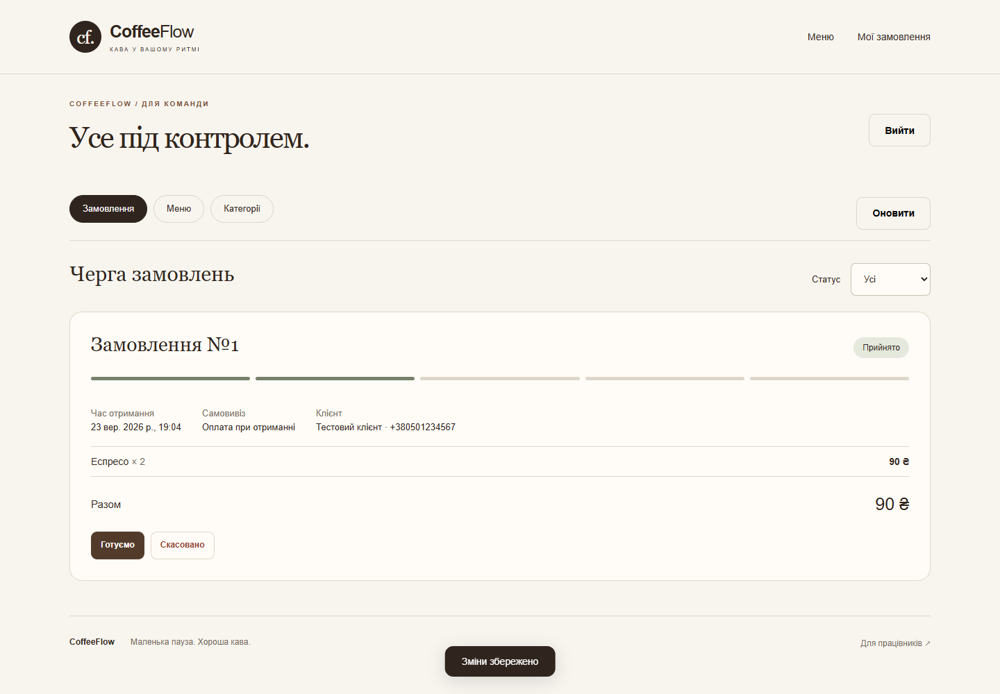 cf.
CoffeeFlow
КАВА У ВАШОМУ РИТМІ
Меню
Мої замовлення
COFFEEFLOW / ДЛЯ КОМАНДИ
Усе під контролем.
Вийти
Замовлення
Меню
Категорії
Оновити
Черга замовлень
Статус
Усі
Замовлення №1
Прийнято
Час отримання
23 вер. 2026 р., 19:04
Самовивіз
Оплата при отриманні
Клієнт
Тестовий клієнт · +380501234567
Еспресо × 2
90 ₴
Разом
90 ₴
Готуємо
Скасовано
CoffeeFlow
Маленька пауза. Хороша кава.
Для працівників ↗
Зміни збережено